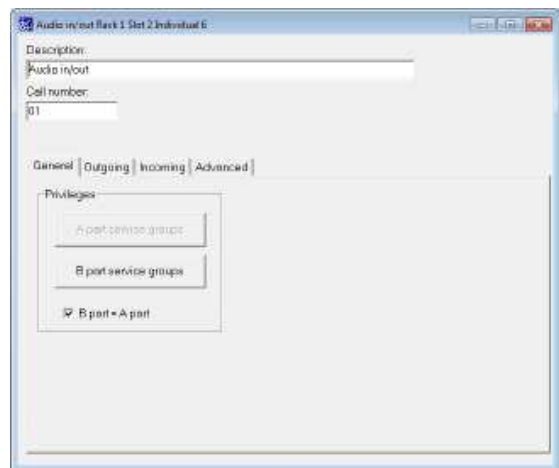 Audio in/out Rack 1 Slot 2 Individual 6
Description:
Audio in/out
Call number:
01
General Outgoing Incoming Advanced
Privileges
A part service groups
B part service groups
B part = A part